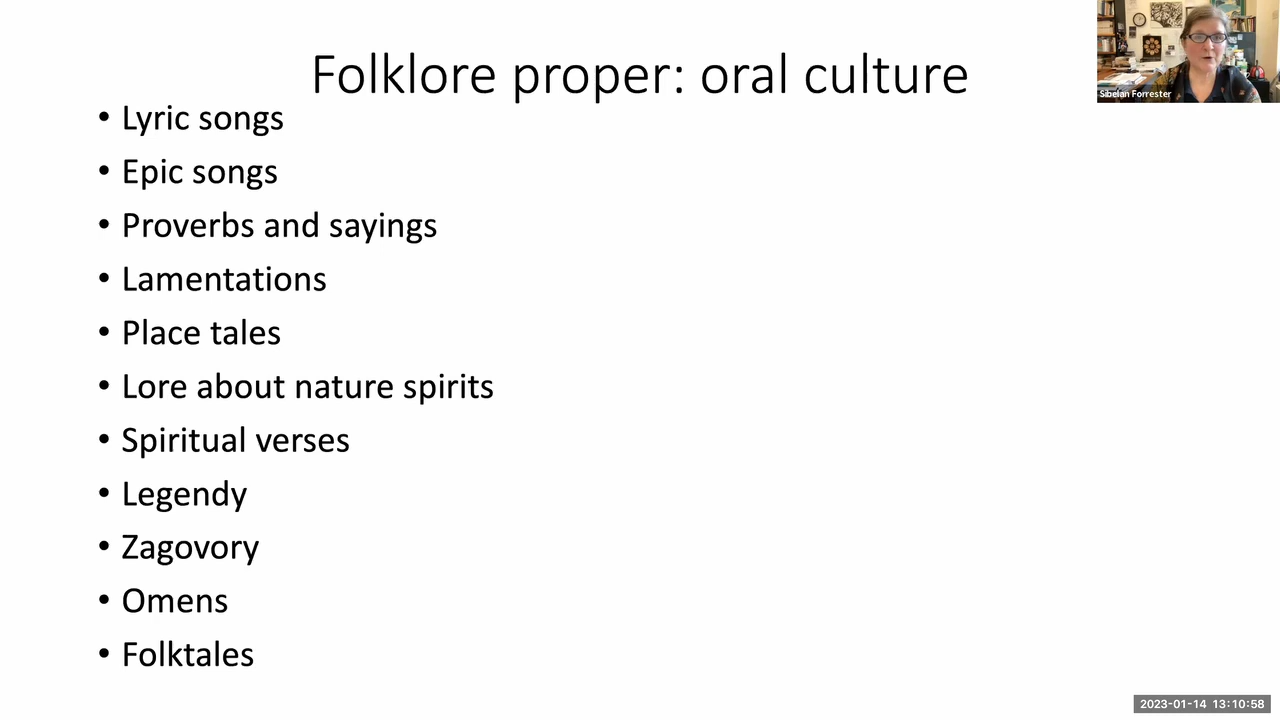 Folklore proper: oral culture
• Lyric songs
• Epic songs
• Proverbs and sayings
• Lamentations
• Place tales
• Lore about nature spirits
• Spiritual verses
• Legendy
• Zagovory
• Omens
• Folktales
Sibelan Forrester
2023-01-14 13:10:58